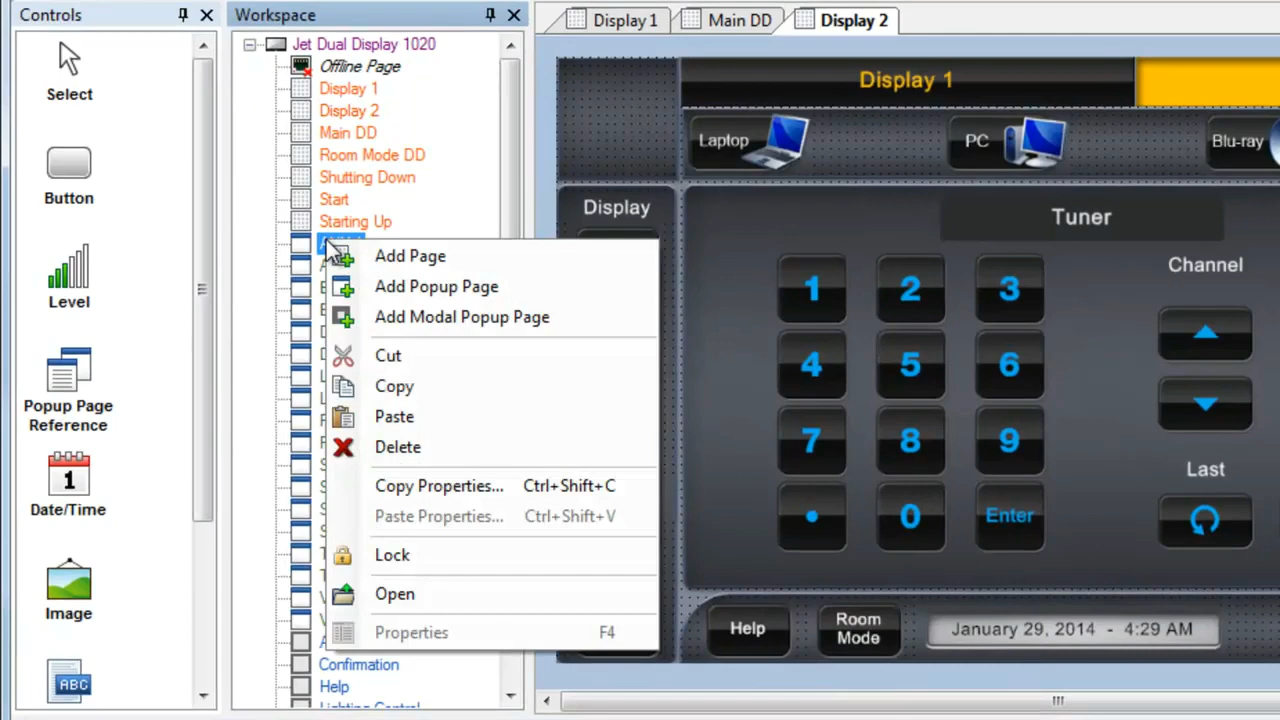 Controls
Select
Button
Level
Popup Page
Reference
Date/Time
1
Image
ABC
Workspace
Jet Dual Display 1020
Offline Page
Display 1
Display 2
Main DD
Room Mode DD
Shutting Down
Start
Starting Up
Confirmation
Help
Lighting Control
Add Page
Add Popup Page
Add Modal Popup Page
Cut
Copy
Paste
Delete
Copy Properties... Ctrl+Shift+C
Paste Properties... Ctrl+Shift+V
Lock
Open
Properties F4
Display 1 Main DD Display 2
Display 1
Laptop PC Blu-ray
Display
Tuner
Channel
1 2 3
4 5 6
7 8 9
Last
• 0 Enter
Help
Room
Mode
January 29, 2014 - 4:29 AM